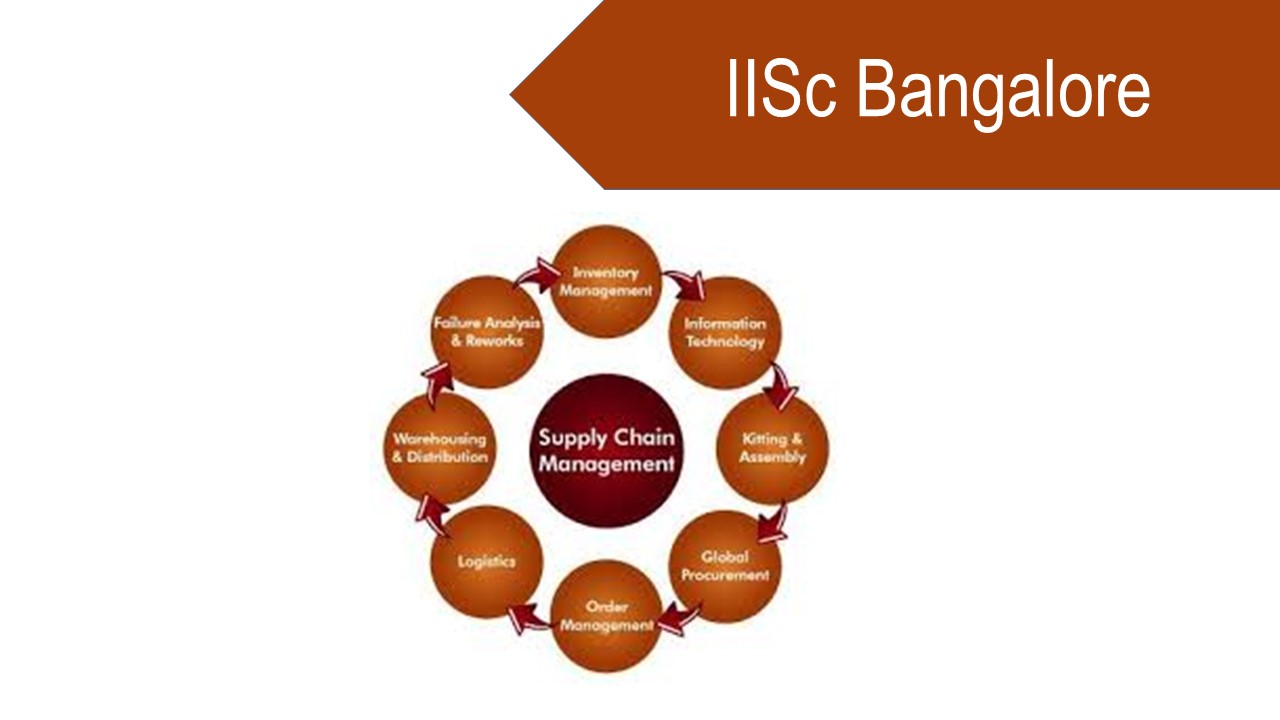 IISc Bangalore
Inventory
Management
Failure Analysis
& Reworks
Information
Technology
Warehousing
& Distribution
Supply Chain
Management
Kitting &
Assembly
Logistics
Global
Procurement
Order
Management